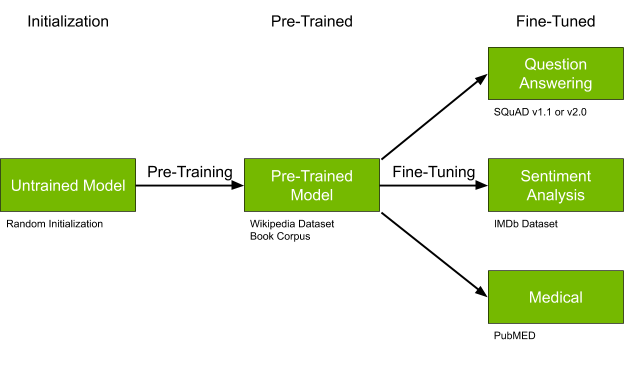 Initialization
Pre-Trained
Fine-Tuned
Question
Answering
SQuAD v1.1 or v2.0
Untrained Model
Pre-Training
Pre-Trained
Model
Fine-Tuning
Sentiment
Analysis
Random Initialization
Wikipedia Dataset
Book Corpus
IMDb Dataset
Medical
PubMED